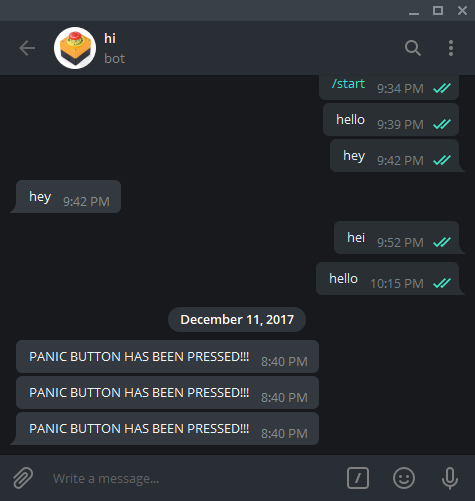 hi
bot
/start 9:34 PM
hello 9:39 PM
hey 9:42 PM
hey 9:42 PM
hei 9:52 PM
hello 10:15 PM
December 11, 2017
PANIC BUTTON HAS BEEN PRESSED!!! 8:40 PM
PANIC BUTTON HAS BEEN PRESSED!!! 8:40 PM
PANIC BUTTON HAS BEEN PRESSED!!! 8:40 PM
Write a message...
/